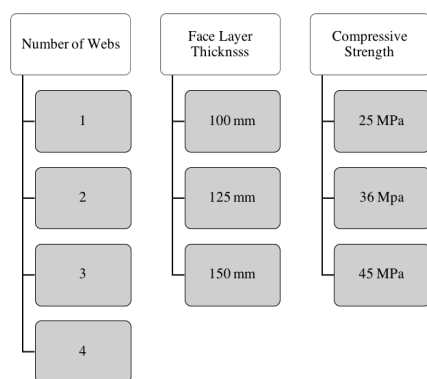 Number of Webs
1
2
3
4
Face Layer
Thicknsss
100 mm
125 mm
150 mm
Compressive
Strength
25 MPa
36 Mpa
45 MPa